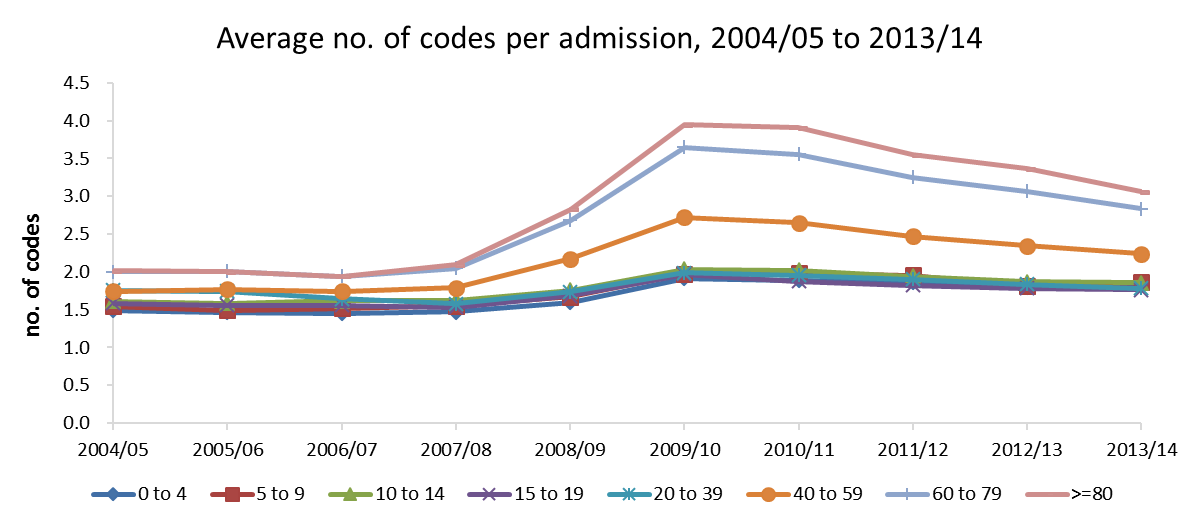 Average no. of codes per admission, 2004/05 to 2013/14
no. of codes
4.5
4.0
3.5
3.0
2.5
2.0
1.5
1.0
0.5
0.0
2004/05 2005/06 2006/07 2007/08 2008/09 2009/10 2010/11 2011/12 2012/13 2013/14
0 to 4 5 to 9 10 to 14 15 to 19 20 to 39 40 to 59 60 to 79 >=80